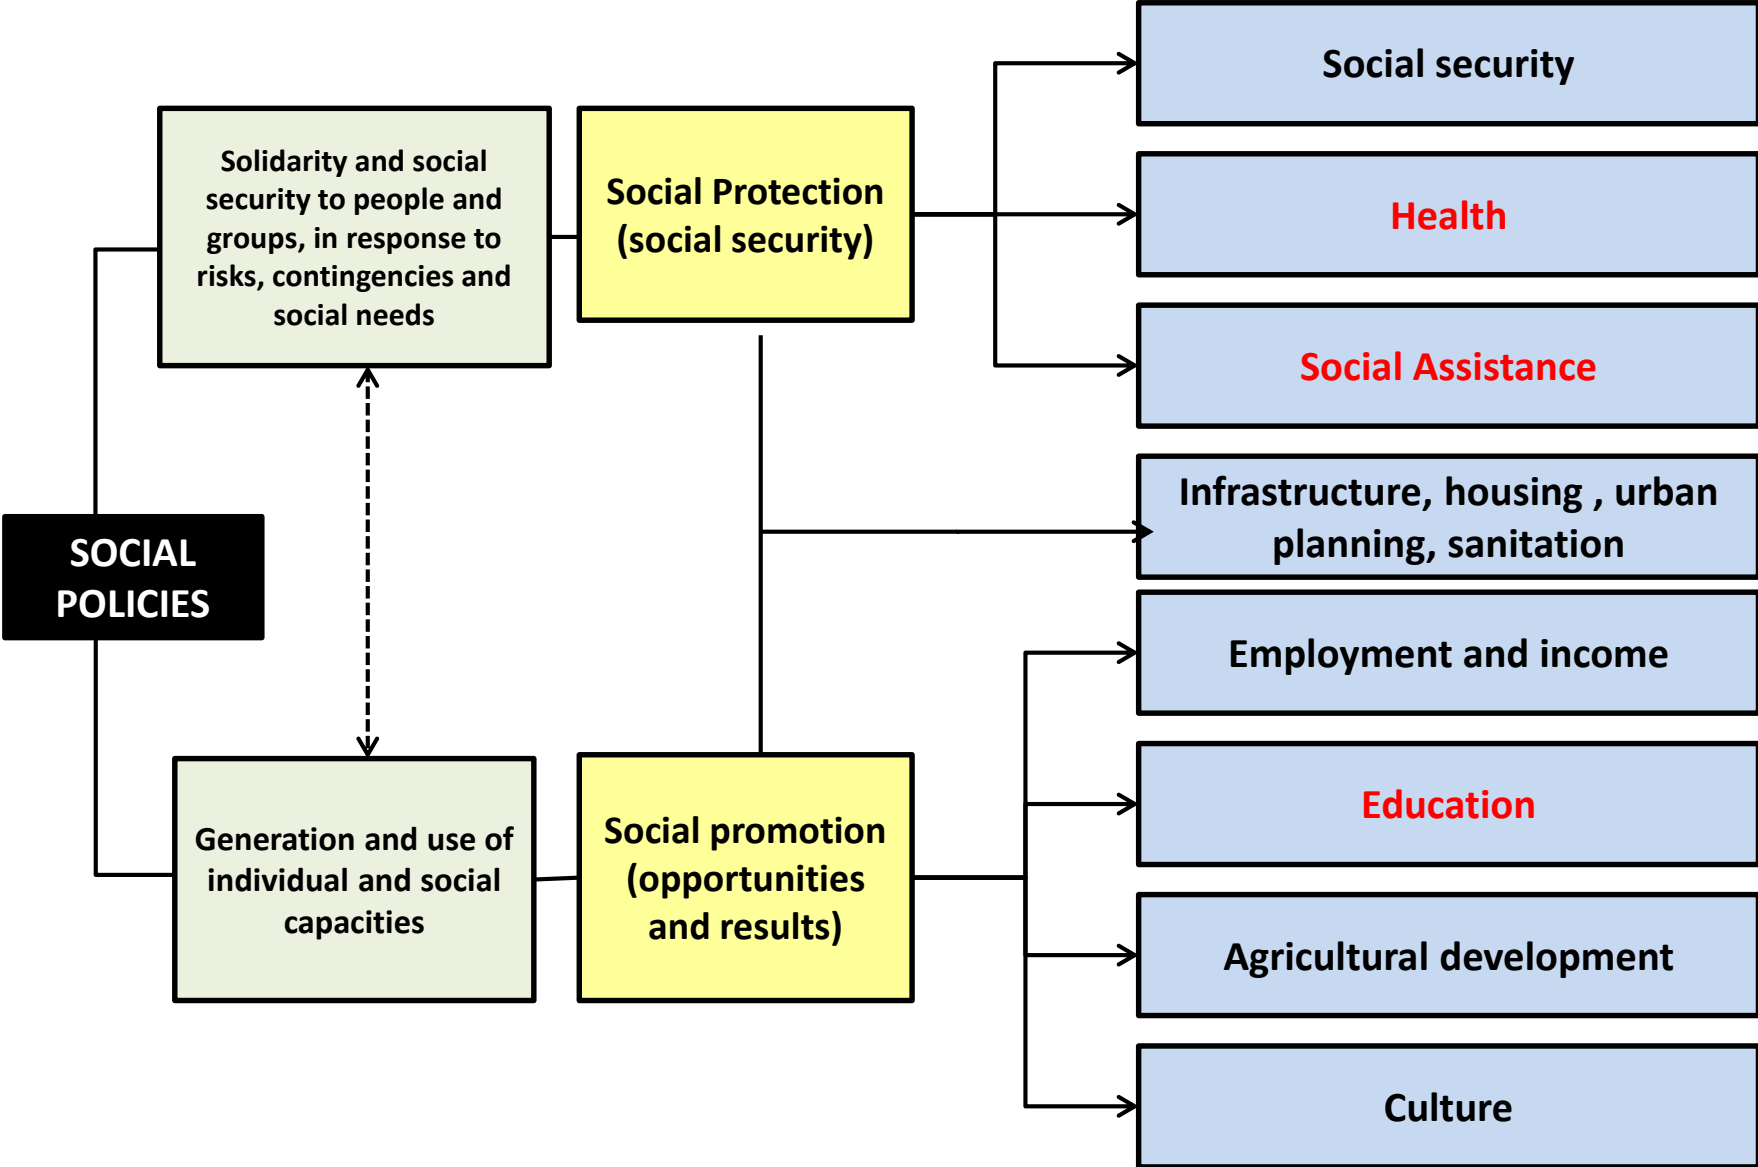 SOCIAL
POLICIES
Solidarity and social
security to people and
groups, in response to
risks, contingencies and
social needs
Generation and use of
individual and social
capacities
Social Protection
(social security)
Social promotion
(opportunities
and results)
Social security
Health
Social Assistance
Infrastructure, housing , urban
planning, sanitation
Employment and income
Education
Agricultural development
Culture